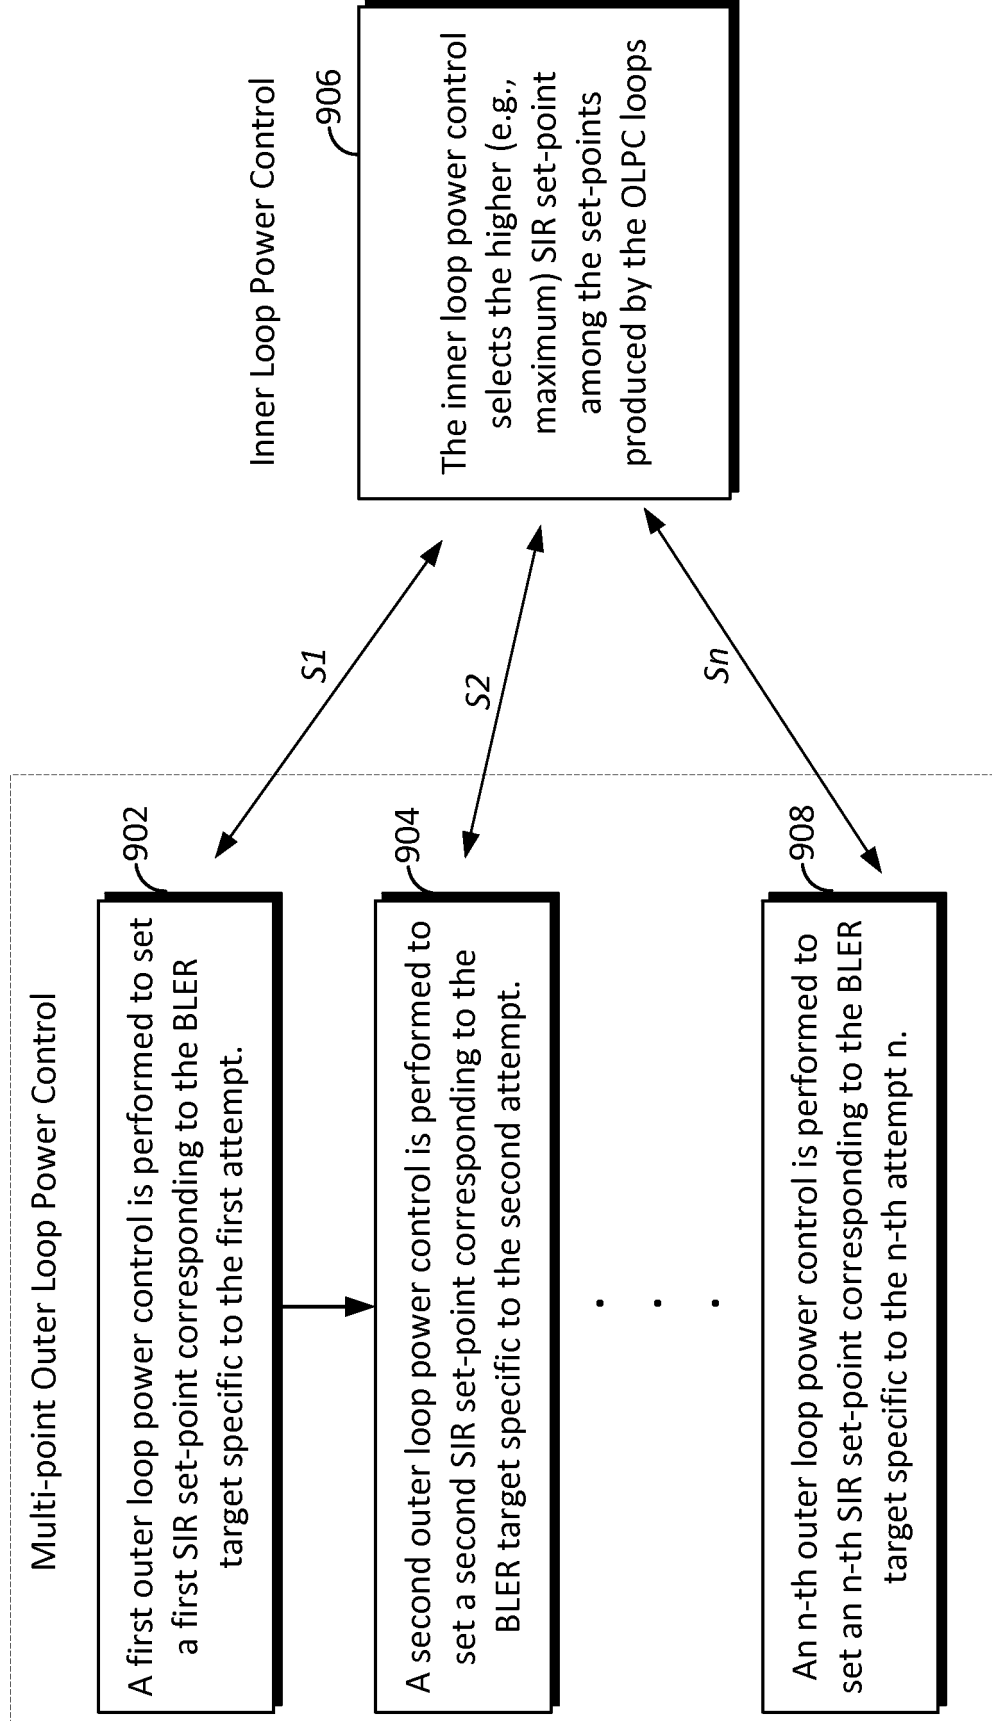 Multi-point Outer Loop Power Control
902
A first outer loop power control is performed to set
a first SIR set-point corresponding to the BLER
target specific to the first attempt.
904
A second outer loop power control is performed to
set a second SIR set-point corresponding to the
BLER target specific to the second attempt.
908
An n-th outer loop power control is performed to
set an n-th SIR set-point corresponding to the BLER
target specific to the n-th attempt n.
S1
S2
Sn
Inner Loop Power Control
906
The inner loop power control
selects the higher (e.g.,
maximum) SIR set-point
among the set-points
produced by the OLPC loops